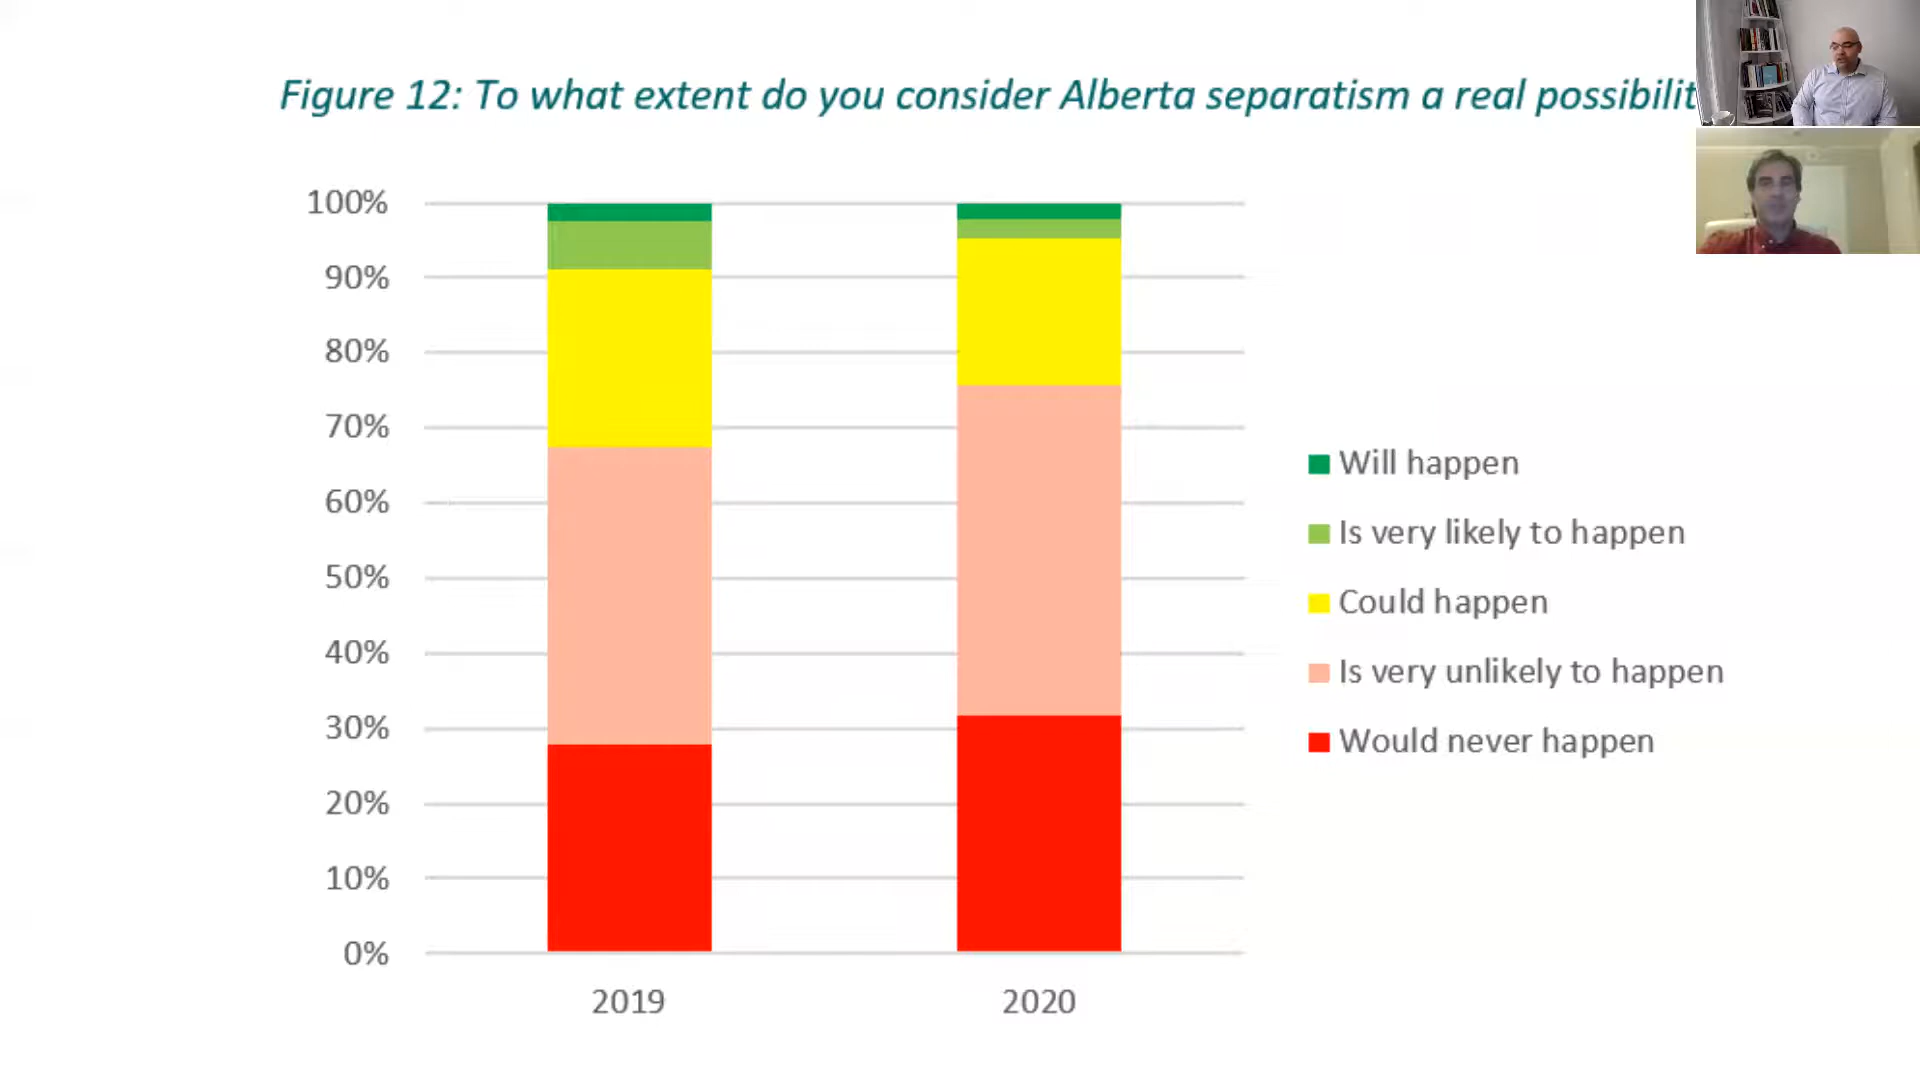 Figure 12: To what extent do you consider Alberta separatism a real possibilit
100%
90%
80%
70%
60%
50%
40%
30%
20%
10%
0%
2019
2020
Will happen
Is very likely to happen
Could happen
Is very unlikely to happen
Would never happen